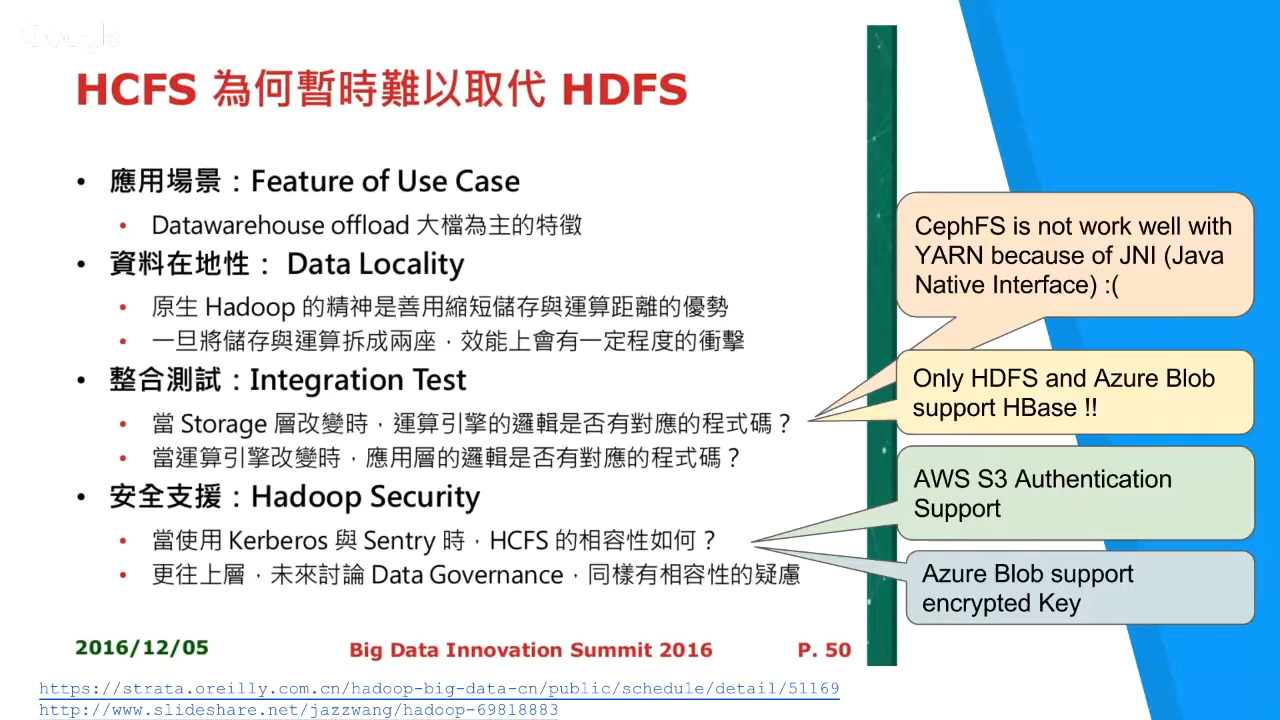 Google
HCFS 為何暫時難以取代 HDFS
• 應用場景：Feature of Use Case
• Datawarehouse offload 大檔為主的特徵
• 資料在地性： Data Locality
• 原生 Hadoop 的精神是善用縮短儲存與運算距離的優勢
• 一旦將儲存與運算拆成兩座，效能上會有一定程度的衝擊
• 整合測試：Integration Test
• 當 Storage 層改變時，運算引擎的邏輯是否有對應的程式碼？
• 當運算引擎改變時，應用層的邏輯是否有對應的程式碼？
• 安全支援：Hadoop Security
• 當使用 Kerberos 與 Sentry 時，HCFS 的相容性如何？
• 更往上層，未來討論 Data Governance，同樣有相容性的疑慮
CephFS is not work well with
YARN because of JNI (Java
Native Interface) :(
Only HDFS and Azure Blob
support HBase !!
AWS S3 Authentication
Support
Azure Blob support
encrypted Key
2016/12/05
Big Data Innovation Summit 2016
P. 50
https://strata.oreilly.com.cn/hadoop-big-data-cn/public/schedule/detail/51169
http://www.slideshare.net/jazzwang/hadoop-69818883